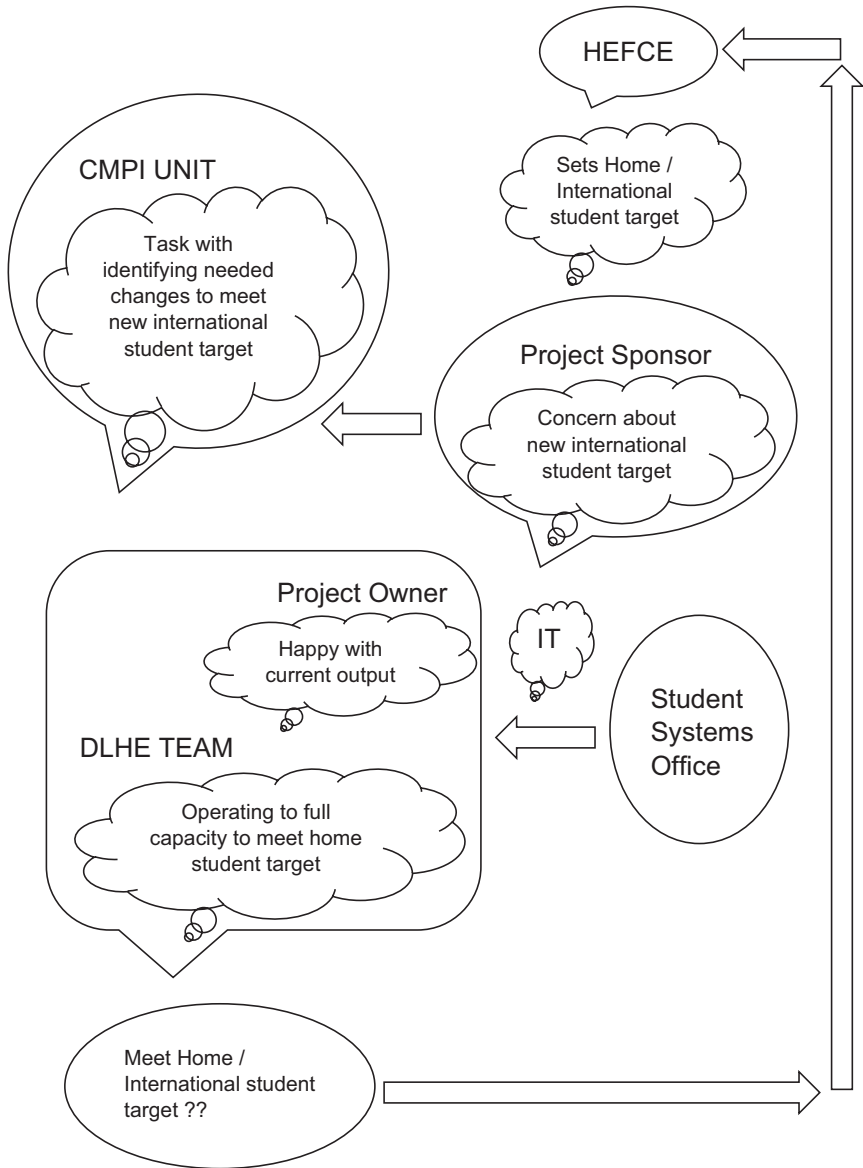 HEFCE
Sets Home /
International
student target
CMPI UNIT
Task with
identifying needed
changes to meet
new international
student target
Project Sponsor
Concern about
new international
student target
Project Owner
Happy with
current output
DLHE TEAM
Operating to full
capacity to meet home
student target
IT
Student
Systems
Office
Meet Home /
International student
target ??